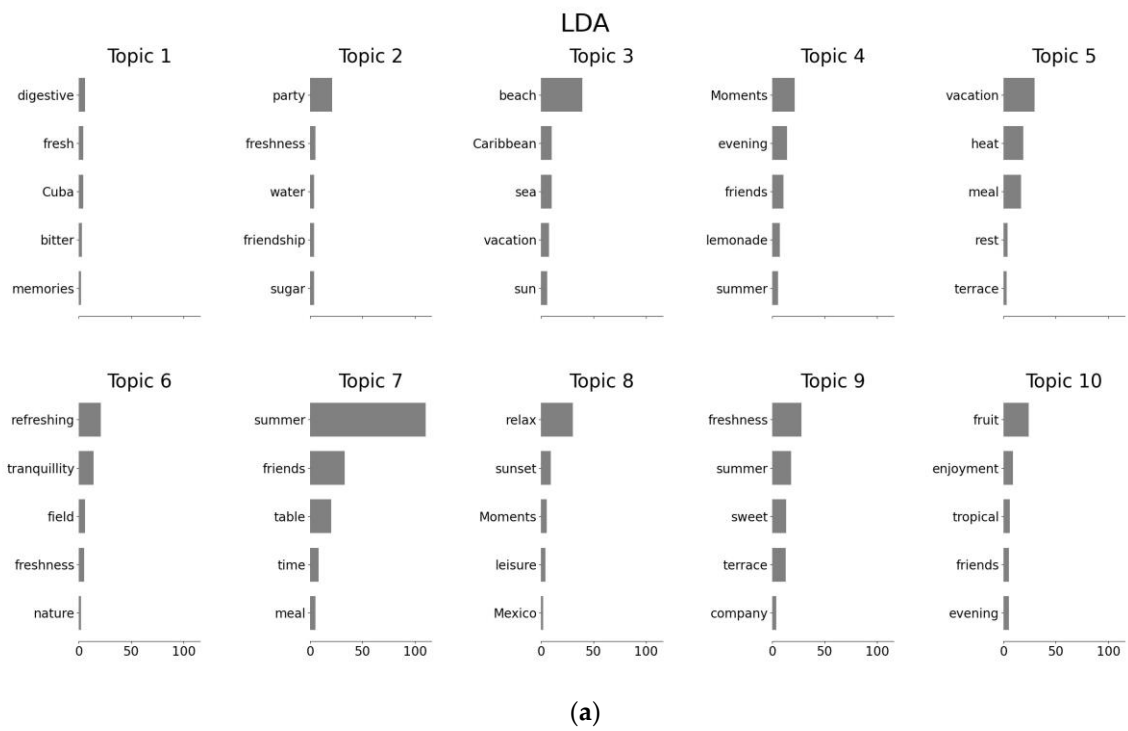 LDA
Topic 1
digestive
fresh
Cuba
bitter
memories
Topic 2
party
freshness
water
friendship
sugar
Topic 3
beach
Caribbean
sea
vacation
sun
Topic 4
Moments
evening
friends
lemonade
summer
Topic 5
vacation
heat
meal
rest
terrace
Topic 6
refreshing
tranquillity
field
freshness
nature
0 50 100
Topic 7
summer
friends
table
time
meal
0 50 100
Topic 8
relax
sunset
Moments
leisure
Mexico
0 50 100
Topic 9
freshness
summer
sweet
terrace
company
0 50 100
Topic 10
fruit
enjoyment
tropical
friends
evening
0 50 100
(a)